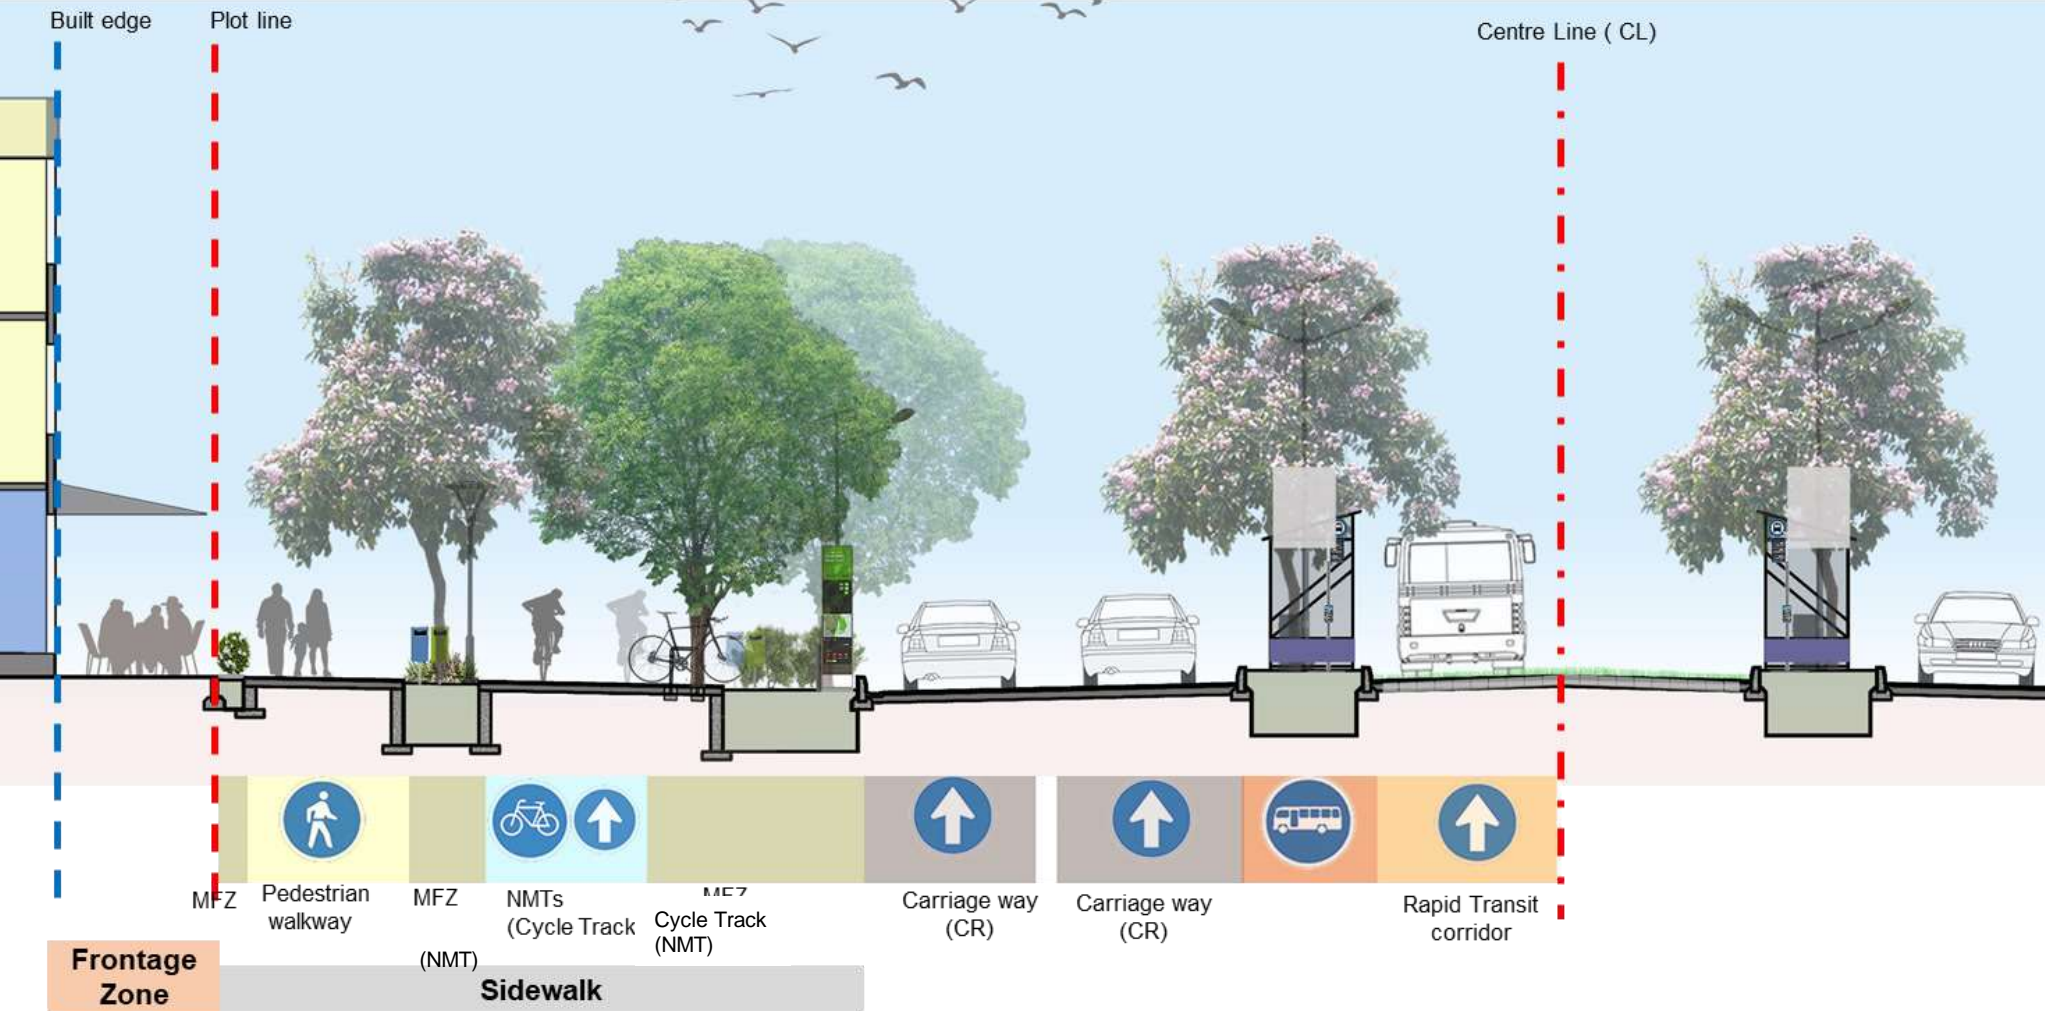 Built edge
Plot line
Centre Line ( CL)
MFZ
Pedestrian
walkway
MFZ
(NMT)
NMTs
(Cycle Track
MFZ
Cycle Track
(NMT)
Carriage way
(CR)
Carriage way
(CR)
Rapid Transit
corridor
Frontage
Zone
Sidewalk